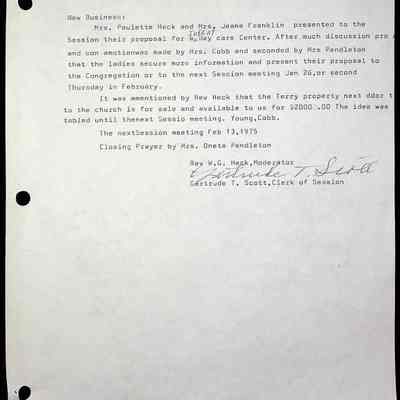 New Business:
Mrs. Paulette Heck and Mrs. Jeame Franklin presented to the
Session their proposal for a Day care Center. After much discussion pro
and con amotionwas made by Mrs. Cobb and seconded by Mrs Pendleton
that the ladies secure more information and present their proposal to
the Congregation or to the next Session meeting Jan 26,or second
Thursday in February.
It was emnntioned by Rev Heck that the Terry property next ddor t
to the church is for sale and available to us for $2000.00 The idea was
tabled until thenext Sessio meeting. Young,Cobb.
The nextSession meeting Feb 13,1975
Closing Prayer by Mrs. Oneta Pendleton
Rev W.G. Heck,Moderator
Gertrude T. Scott
Gertrude T. Scott,Clerk of Session